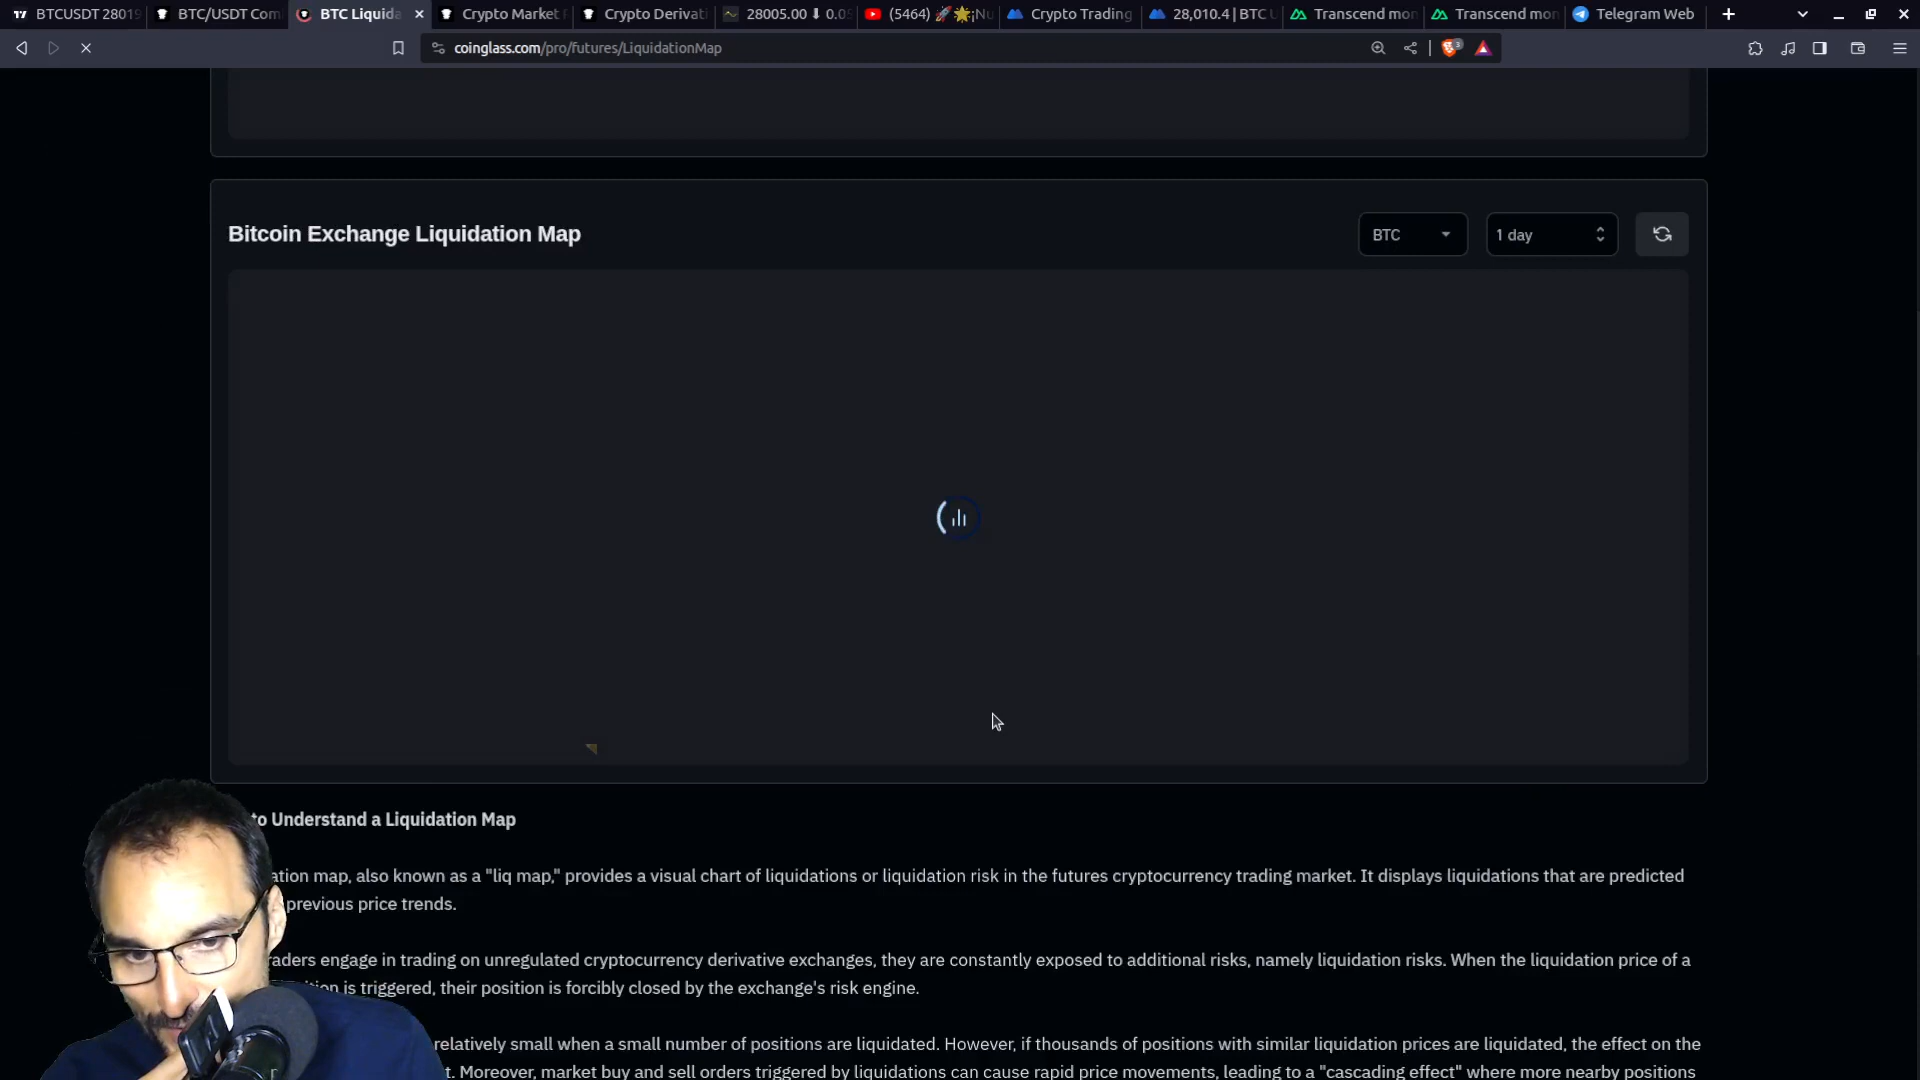 BTCUSDT 28019
BTC/USDT Com
BTC Liquida
Crypto Market
Crypto Derivati
28005.00 ⬇ 0.0
(5464) 🚀🌟¡Nu
Crypto Trading
28,010.4 | BTC U
Transcend mon
Transcend mon
Telegram Web
coinglass.com/pro/futures/LiquidationMap
Bitcoin Exchange Liquidation Map
BTC
1 day
to Understand a Liquidation Map
ation map, also known as a "liq map," provides a visual chart of liquidations or liquidation risk in the futures cryptocurrency trading market. It displays liquidations that are predicted
previous price trends.
raders engage in trading on unregulated cryptocurrency derivative exchanges, they are constantly exposed to additional risks, namely liquidation risks. When the liquidation price of a
tion is triggered, their position is forcibly closed by the exchange's risk engine.
relatively small when a small number of positions are liquidated. However, if thousands of positions with similar liquidation prices are liquidated, the effect on the
t. Moreover, market buy and sell orders triggered by liquidations can cause rapid price movements, leading to a "cascading effect" where more nearby positions